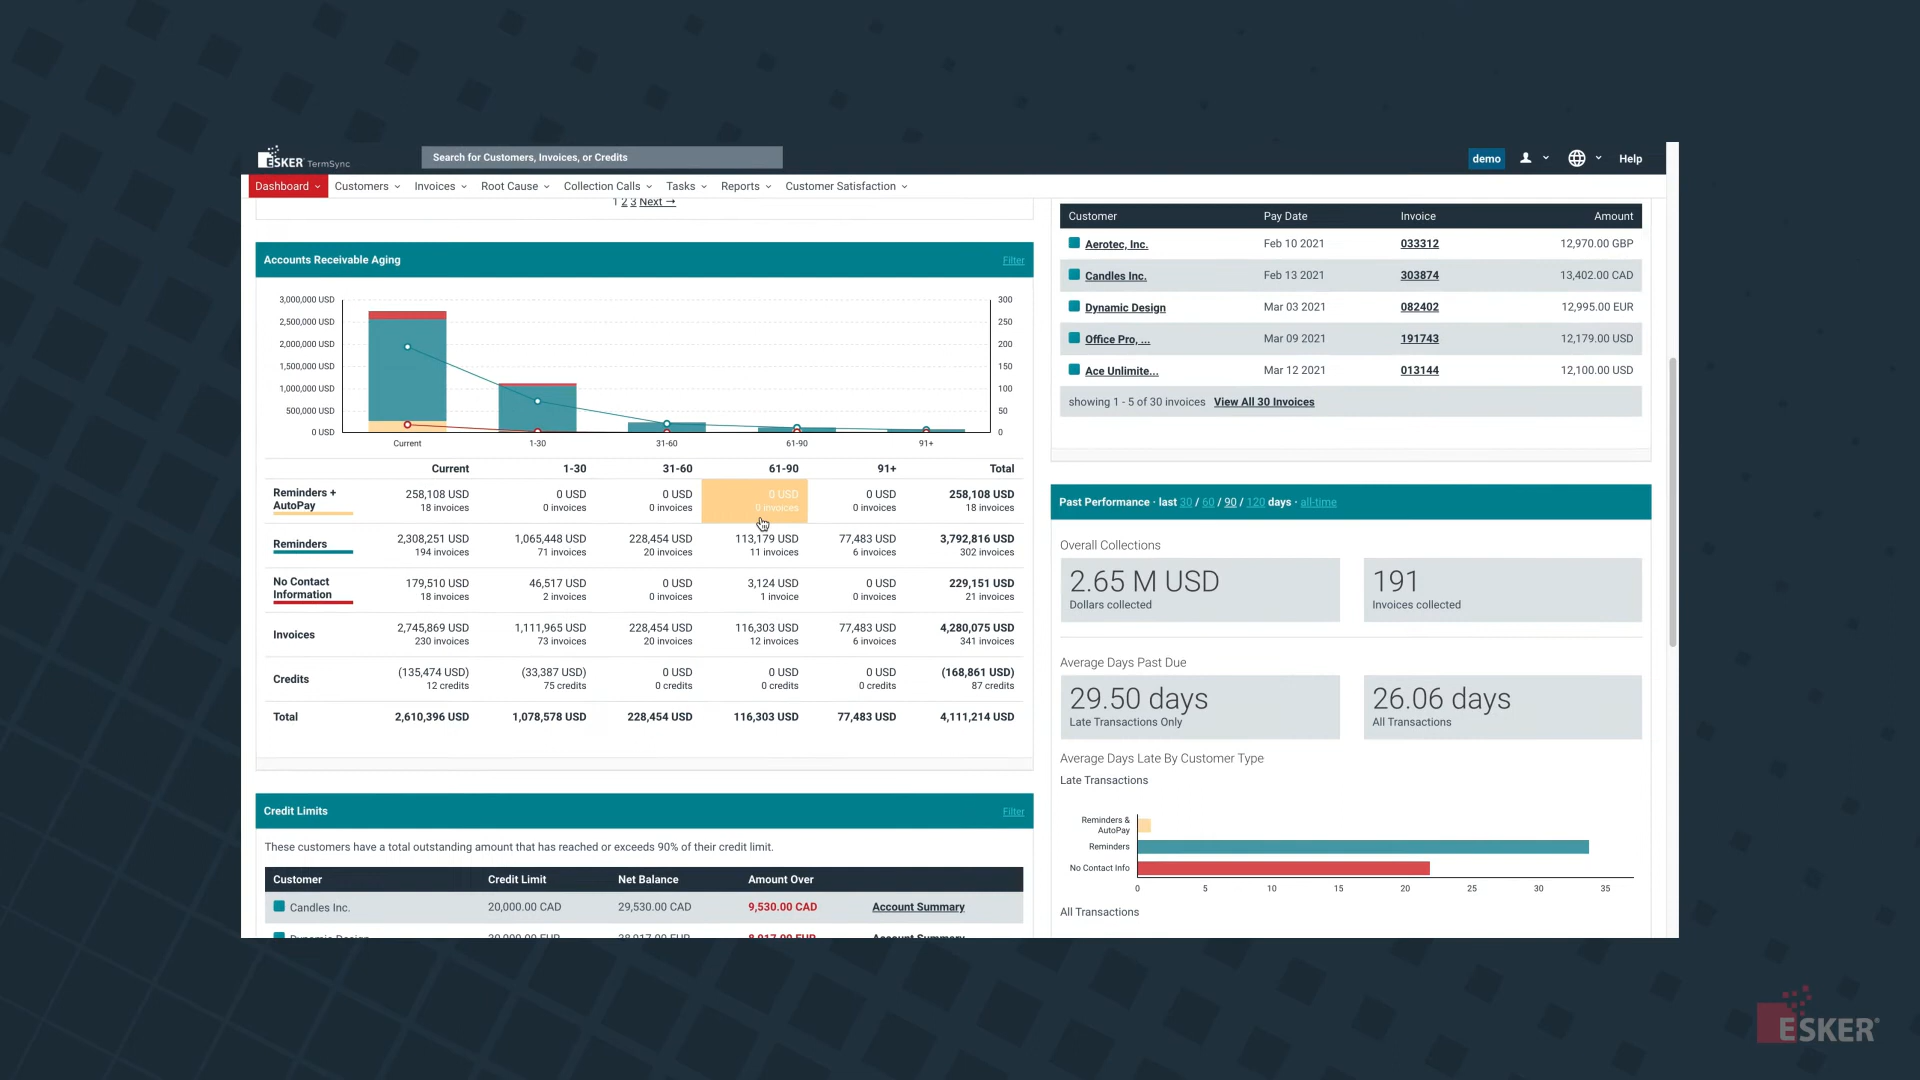 ESKER TermSync
Search for Customers, Invoices, or Credits
demo
Help
Dashboard Customers Invoices Root Cause Collection Calls Tasks Reports Customer Satisfaction
1 2 3 Next →
Accounts Receivable Aging Filter
3,000,000 USD 300
2,500,000 USD 250
2,000,000 USD 200
1,500,000 USD 150
1,000,000 USD 100
500,000 USD 50
0 USD 0
Current 1-30 31-60 61-90 91+
Current 1-30 31-60 61-90 91+ Total
Reminders + AutoPay
258,108 USD 0 USD 0 USD 0 USD 0 USD 258,108 USD
18 invoices 0 invoices 0 invoices 0 invoices 0 invoices 18 invoices
Reminders
2,308,251 USD 1,065,448 USD 228,454 USD 113,179 USD 77,483 USD 3,792,816 USD
194 invoices 71 invoices 20 invoices 11 invoices 6 invoices 302 invoices
No Contact Information
179,510 USD 46,517 USD 0 USD 3,124 USD 0 USD 229,151 USD
18 invoices 2 invoices 0 invoices 1 invoice 0 invoices 21 invoices
Invoices
2,745,869 USD 1,111,965 USD 228,454 USD 116,303 USD 77,483 USD 4,280,075 USD
230 invoices 73 invoices 20 invoices 12 invoices 6 invoices 341 invoices
Credits
(135,474 USD) (33,387 USD) 0 USD 0 USD 0 USD (168,861 USD)
12 credits 75 credits 0 credits 0 credits 0 credits 87 credits
Total 2,610,396 USD 1,078,578 USD 228,454 USD 116,303 USD 77,483 USD 4,111,214 USD
Credit Limits Filter
These customers have a total outstanding amount that has reached or exceeds 90% of their credit limit.
Customer Credit Limit Net Balance Amount Over
Candles Inc. 20,000.00 CAD 29,530.00 CAD 9,530.00 CAD Account Summary
Customer Pay Date Invoice Amount
Aerotec, Inc. Feb 10 2021 033312 12,970.00 GBP
Candles Inc. Feb 13 2021 303874 13,402.00 CAD
Dynamic Design Mar 03 2021 082402 12,995.00 EUR
Office Pro, ... Mar 09 2021 191743 12,179.00 USD
Ace Unlimite... Mar 12 2021 013144 12,100.00 USD
showing 1 - 5 of 30 invoices View All 30 Invoices
Past Performance · last 30 / 60 / 90 / 120 days · all-time
Overall Collections
2.65 M USD 191
Dollars collected Invoices collected
Average Days Past Due
29.50 days 26.06 days
Late Transactions Only All Transactions
Average Days Late By Customer Type
Late Transactions
Reminders &
AutoPay
Reminders
No Contact Info
0 5 10 15 20 25 30 35
All Transactions
ESKER